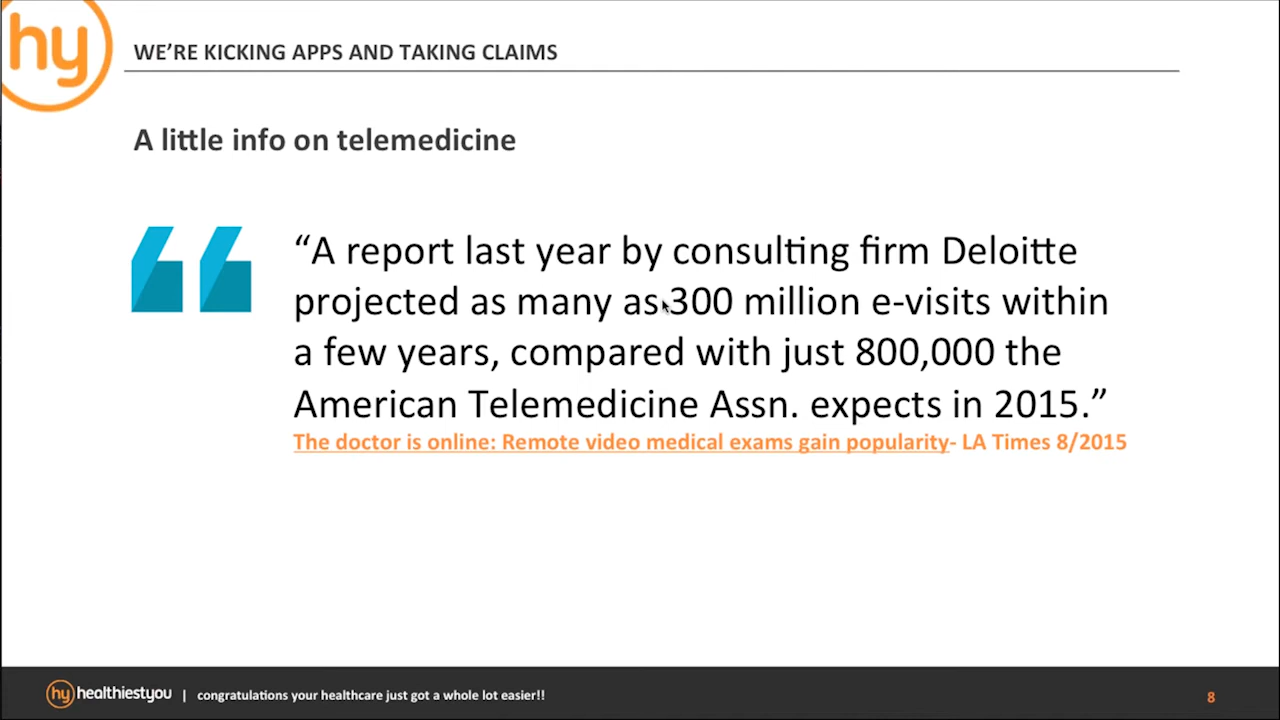 hy
WE’RE KICKING APPS AND TAKING CLAIMS
A little info on telemedicine
“A report last year by consulting firm Deloitte
projected as many as 300 million e-visits within
a few years, compared with just 800,000 the
American Telemedicine Assn. expects in 2015.”
The doctor is online: Remote video medical exams gain popularity- LA Times 8/2015
hy healthiestyou | congratulations your healthcare just got a whole lot easier!! 8